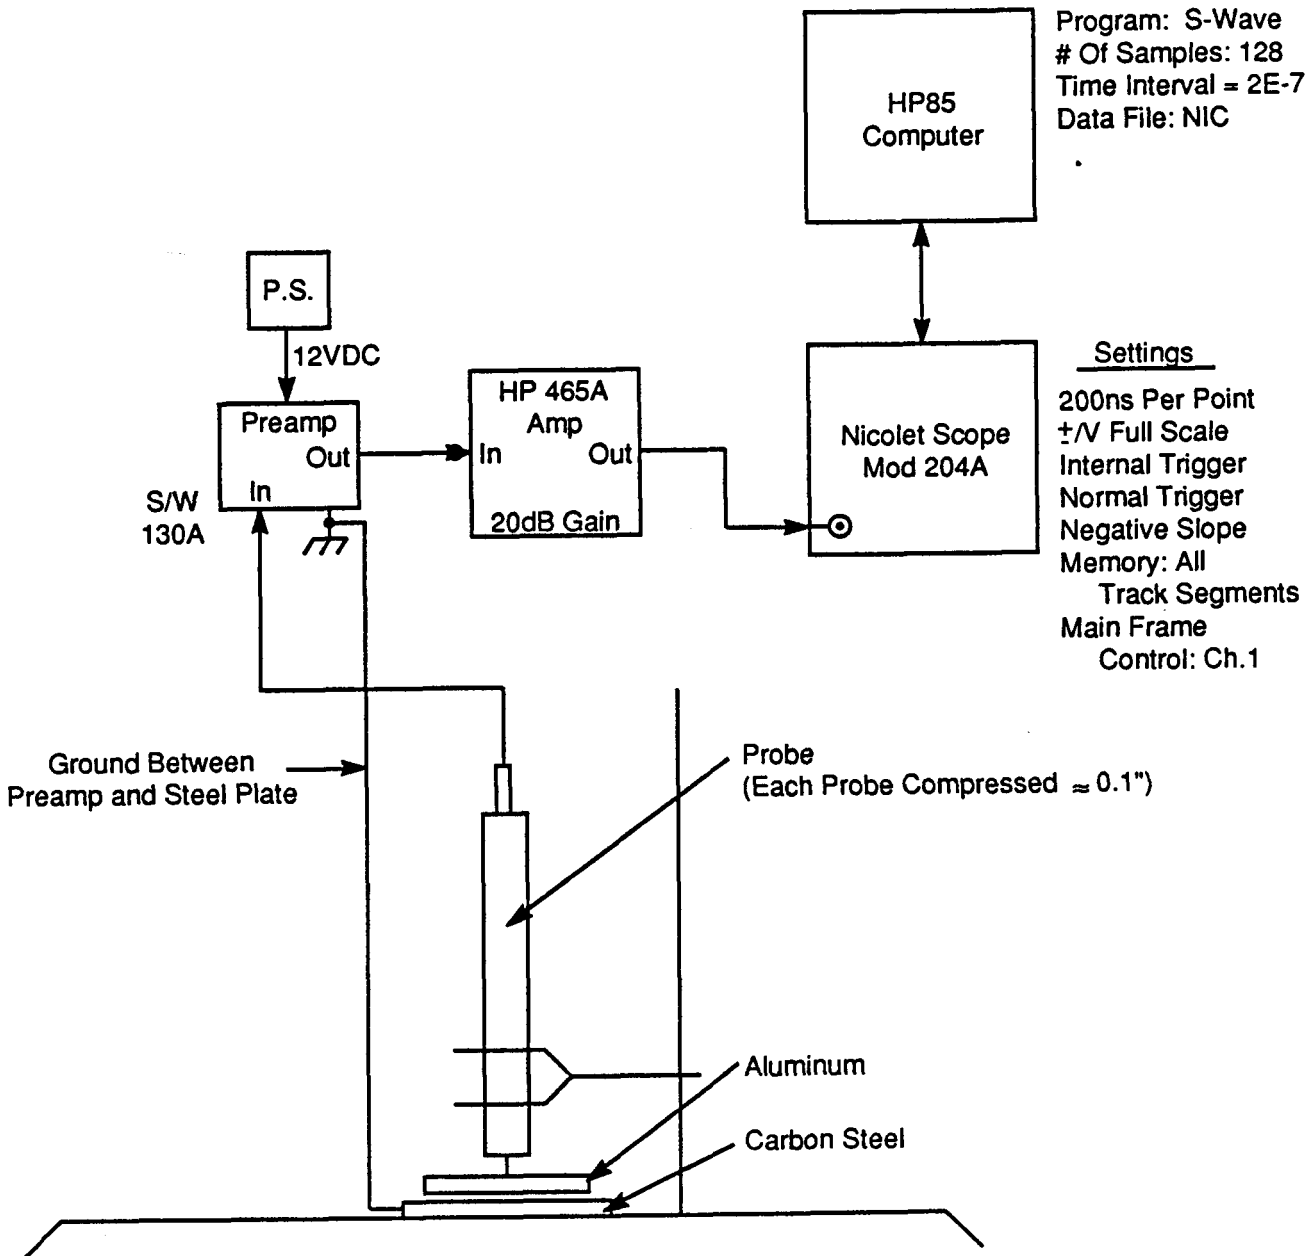 Program: S-Wave
# Of Samples: 128
Time Interval = 2E-7
Data File: NIC
HP85
Computer
P.S.
12VDC
Preamp
Out
In
S/W
130A
HP 465A
Amp
In
Out
20dB Gain
Nicolet Scope
Mod 204A
Settings
200ns Per Point
±/V Full Scale
Internal Trigger
Normal Trigger
Negative Slope
Memory: All
Track Segments
Main Frame
Control: Ch.1
Ground Between
Preamp and Steel Plate
Probe
(Each Probe Compressed ≈ 0.1")
Aluminum
Carbon Steel